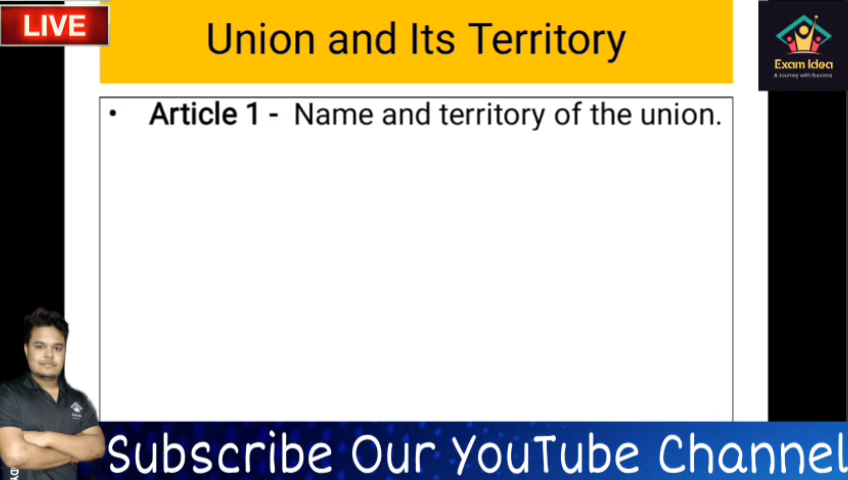 LIVE
Union and Its Territory
Exam Idea
A Journey with Success
• Article 1 - Name and territory of the union.
Subscribe Our YouTube Channel